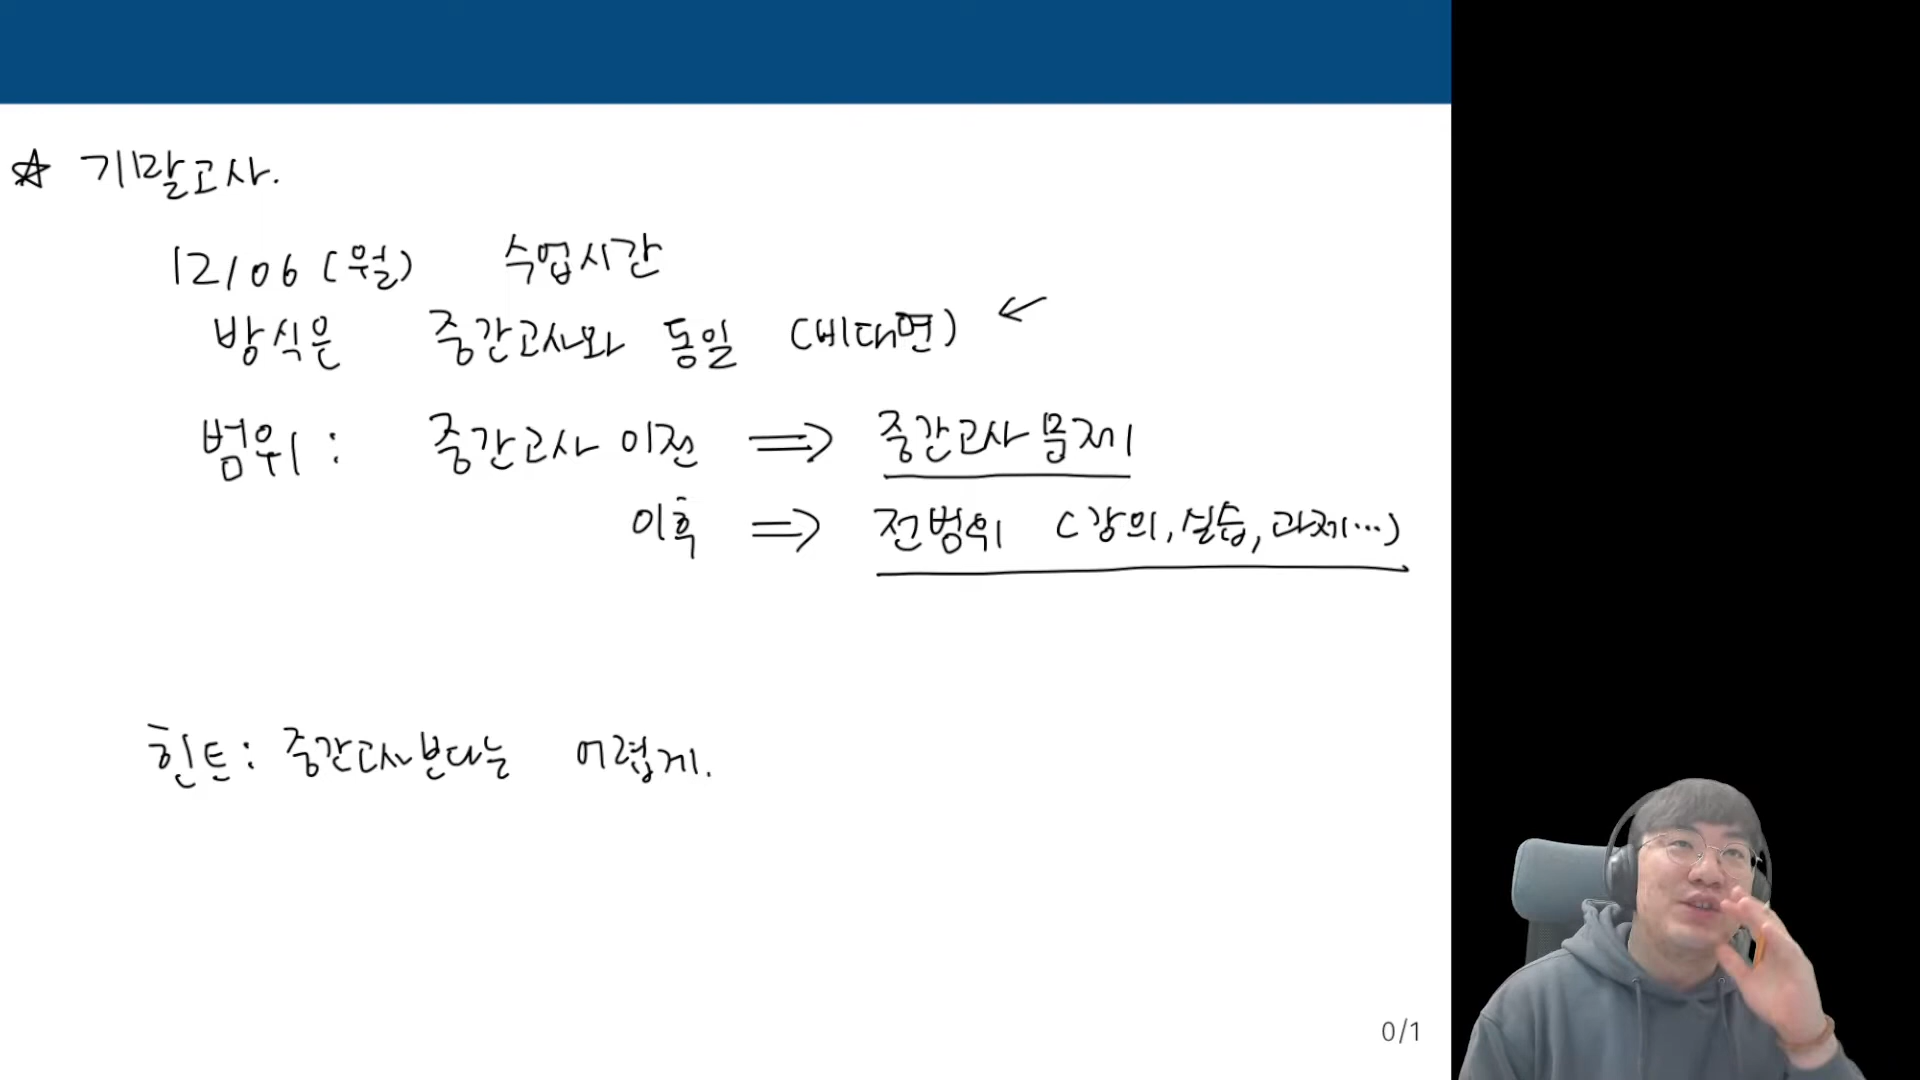 ☆ 기말고사.
12/06 (월) 수업시간
방식은 중간고사와 동일 (비대면) ←
범위 : 중간고사 이전 ⇒ 중간고사 문제
이후 ⇒ 전범위 (강의, 실습, 과제...)
힌트 : 중간고사보다는 어렵게.
0/1